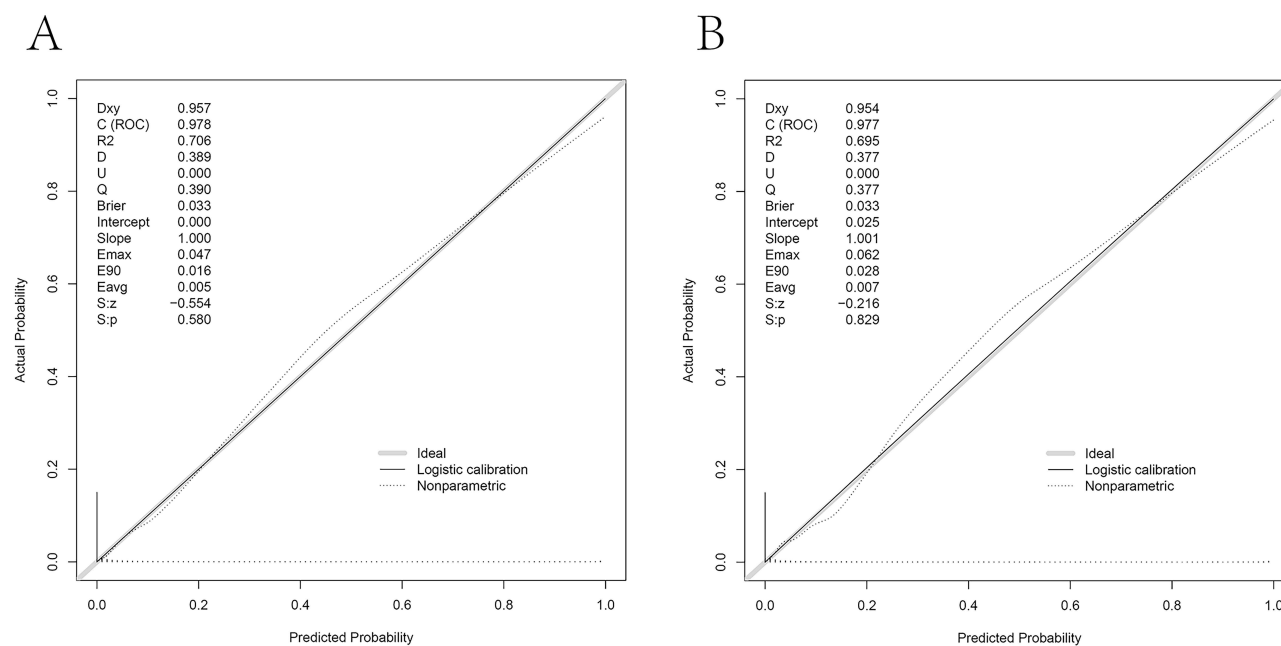 A
Dxy 0.957
C (ROC) 0.978
R2 0.706
D 0.389
U 0.000
Q 0.390
Brier 0.033
Intercept 0.000
Slope 1.000
Emax 0.047
E90 0.016
Eavg 0.005
S:z −0.554
S:p 0.580
Actual Probability
1.0
0.8
0.6
0.4
0.2
0.0
Ideal
Logistic calibration
Nonparametric
0.0 0.2 0.4 0.6 0.8 1.0
Predicted Probability
B
Dxy 0.954
C (ROC) 0.977
R2 0.695
D 0.377
U 0.000
Q 0.377
Brier 0.033
Intercept 0.025
Slope 1.001
Emax 0.062
E90 0.028
Eavg 0.007
S:z −0.216
S:p 0.829
Actual Probability
1.0
0.8
0.6
0.4
0.2
0.0
Ideal
Logistic calibration
Nonparametric
0.0 0.2 0.4 0.6 0.8 1.0
Predicted Probability